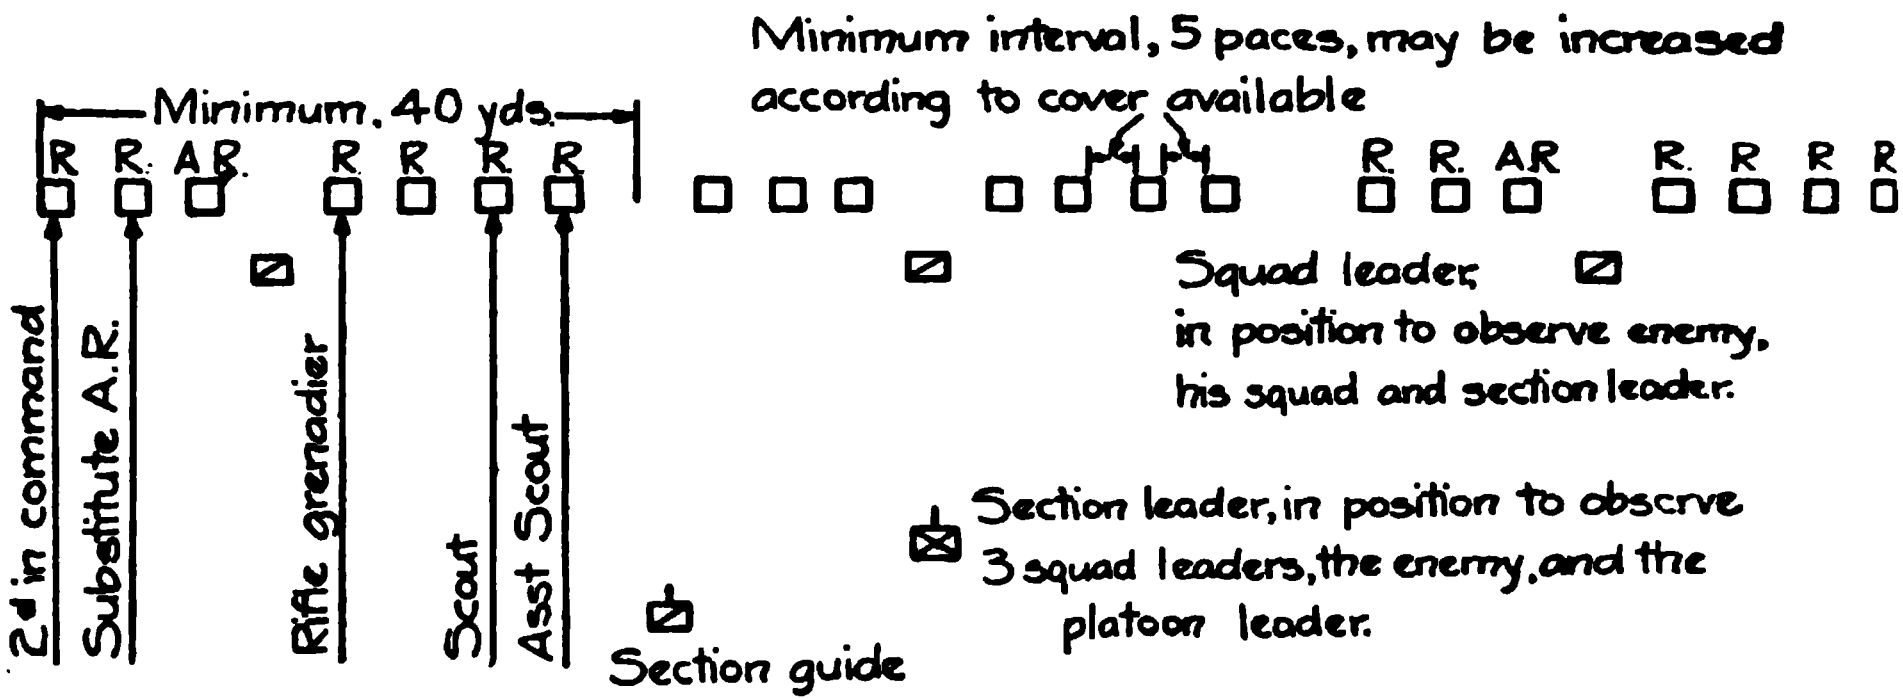 Minimum interval, 5 paces, may be increased
according to cover available
Minimum. 40 yds.
R R. A.R. R R R R
R. R. A.R R. R R R
Squad leader,
in position to observe enemy,
his squad and section leader.
2d in command
Substitute A.R.
Rifle grenadier
Scout
Asst Scout
Section leader, in position to observe
3 squad leaders, the enemy, and the
platoon leader.
Section guide